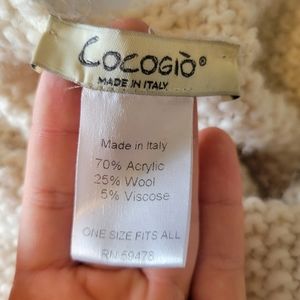 COCOGIÒ®
MADE IN ITALY
Made in Italy
70% Acrylic
25% Wool
5% Viscose
ONE SIZE FITS ALL
RN 69478